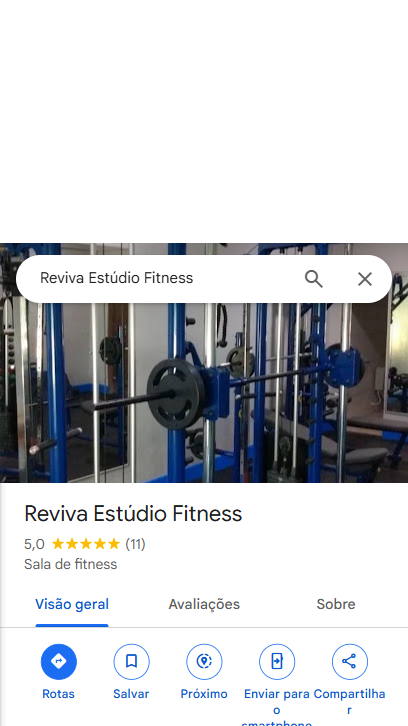 Reviva Estúdio Fitness
Reviva Estúdio Fitness
5,0 (11)
Sala de fitness
Visão geral Avaliações Sobre
Rotas Salvar Próximo Enviar para o smartphone Compartilhar